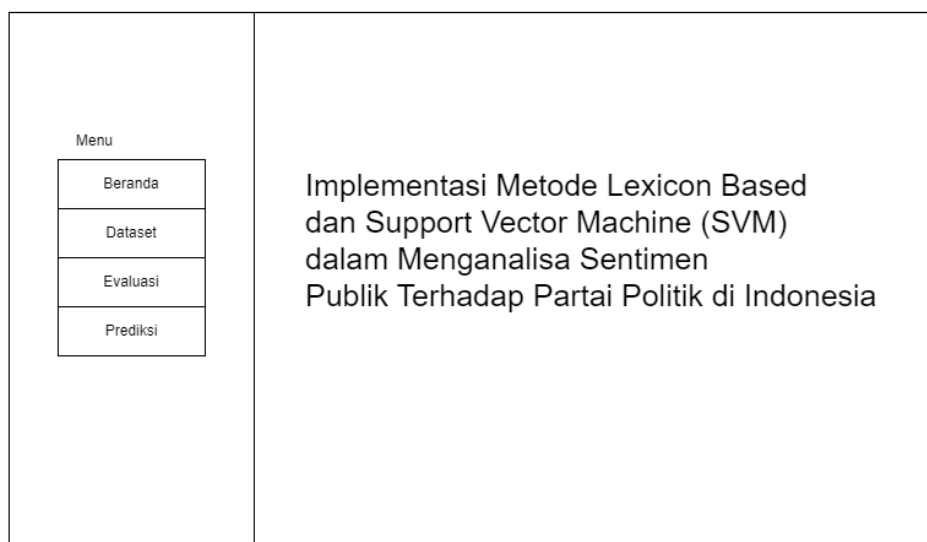 Menu
Beranda
Dataset
Evaluasi
Prediksi
Implementasi Metode Lexicon Based
dan Support Vector Machine (SVM)
dalam Menganalisa Sentimen
Publik Terhadap Partai Politik di Indonesia